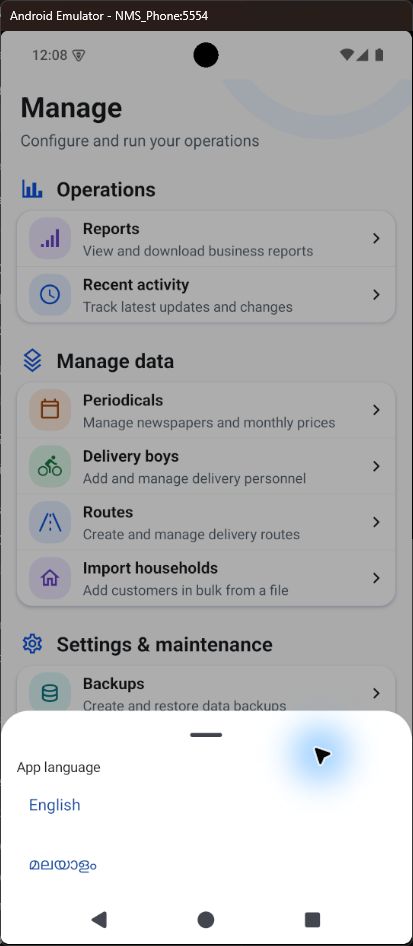 Android Emulator - NMS_Phone:5554
12:08
Manage
Configure and run your operations
Operations
Reports
View and download business reports
Recent activity
Track latest updates and changes
Manage data
Periodicals
Manage newspapers and monthly prices
Delivery boys
Add and manage delivery personnel
Routes
Create and manage delivery routes
Import households
Add customers in bulk from a file
Settings & maintenance
Backups
Create and restore data backups
App language
English
മലയാളം